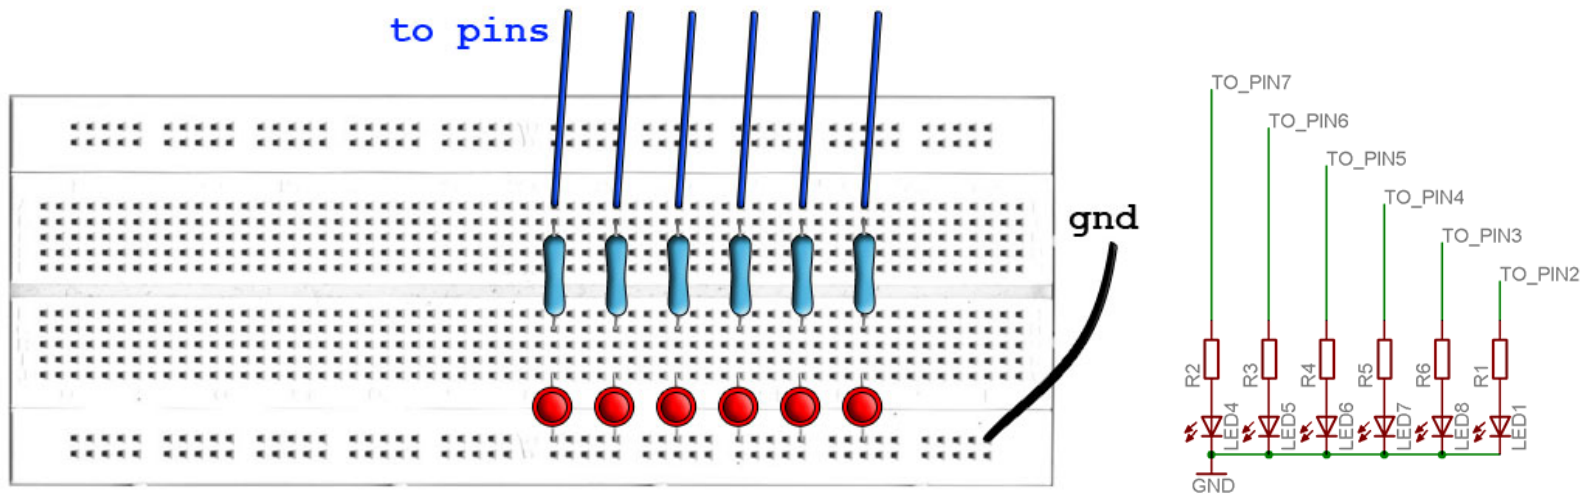 to pins
gnd
TO_PIN7
TO_PIN6
TO_PIN5
TO_PIN4
TO_PIN3
TO_PIN2
R2
R3
R4
R5
R6
R1
LED4
LED5
LED6
LED7
LED8
LED1
GND